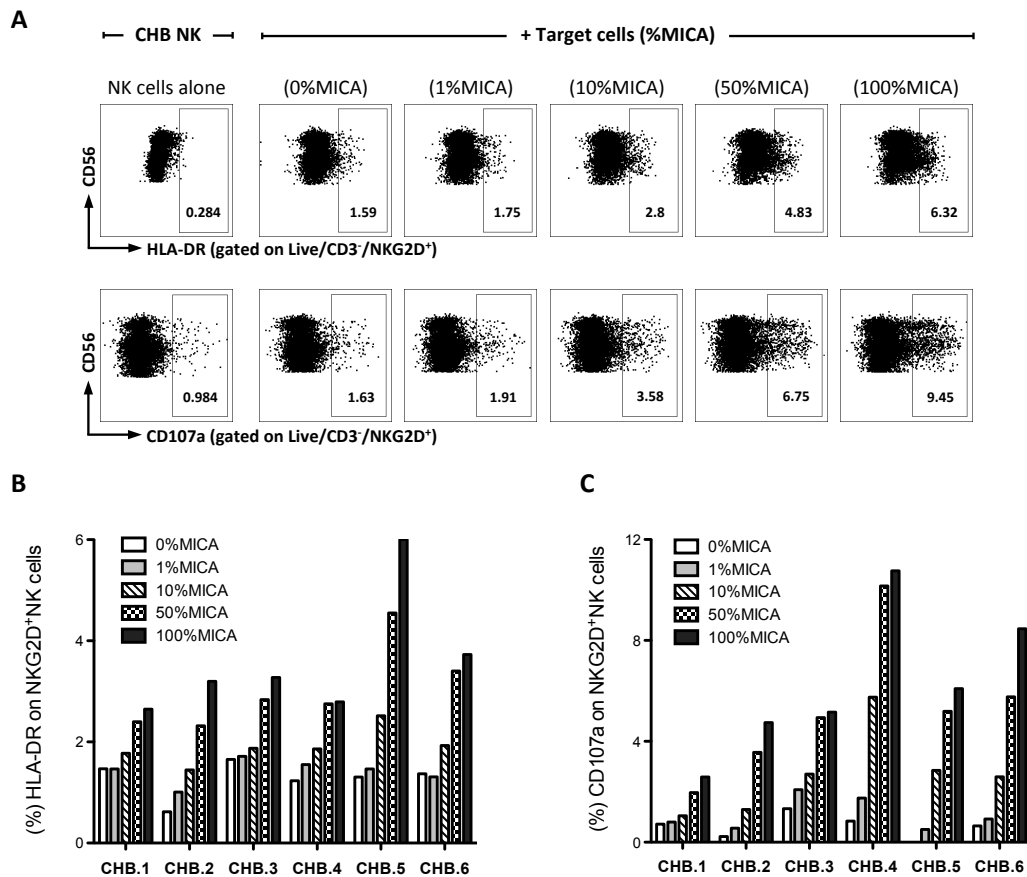 A
CHB NK
+ Target cells (%MICA)
NK cells alone
(0%MICA)
(1%MICA)
(10%MICA)
(50%MICA)
(100%MICA)
CD56
0.284
1.59
1.75
2.8
4.83
6.32
HLA-DR (gated on Live/CD3⁻/NKG2D⁺)
CD56
0.984
1.63
1.91
3.58
6.75
9.45
CD107a (gated on Live/CD3⁻/NKG2D⁺)
B
(%) HLA-DR on NKG2D⁺NK cells
6
4
2
0
0%MICA
1%MICA
10%MICA
50%MICA
100%MICA
CHB.1
CHB.2
CHB.3
CHB.4
CHB.5
CHB.6
C
(%) CD107a on NKG2D⁺NK cells
12
8
4
0
0%MICA
1%MICA
10%MICA
50%MICA
100%MICA
CHB.1
CHB.2
CHB.3
CHB.4
CHB.5
CHB.6